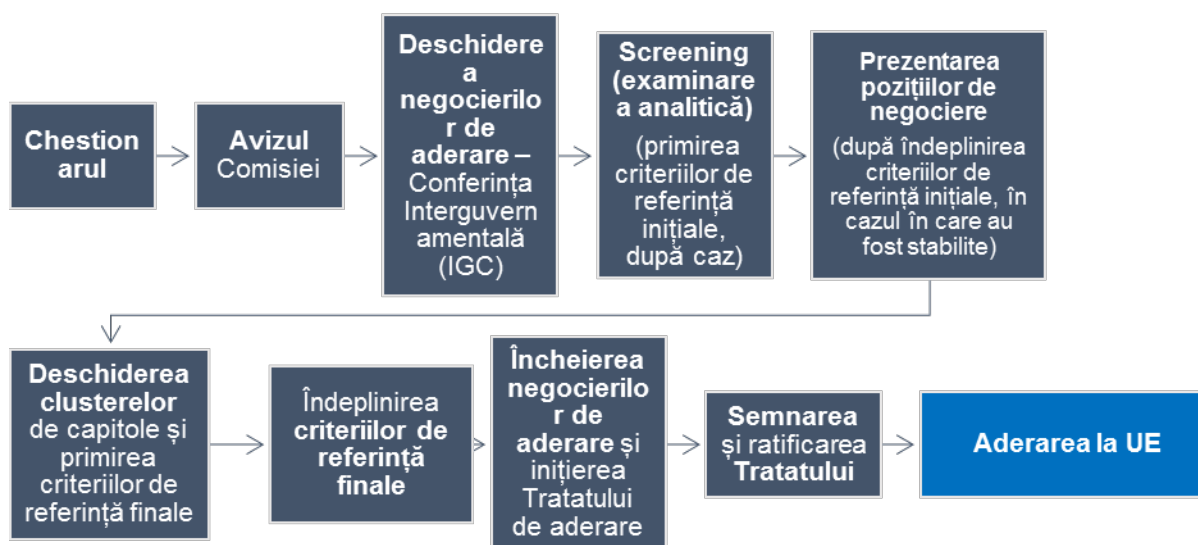 Chestion
arul
Avizul
Comisiei
Deschidere
a
negocierilo
r de
aderare –
Conferința
Interguvern
amentală
(IGC)
Screening
(examinare
a analitică)
(primirea
criteriilor de
referință
inițiale,
după caz)
Prezentarea
pozițiilor de
negociere
(după îndeplinirea
criteriilor de
referință inițiale, în
cazul în care au
fost stabilite)
Deschiderea
clusterelor
de capitole și
primirea
criteriilor de
referință finale
Îndeplinirea
criteriilor de
referință
finale
Încheierea
negocierilo
r de
aderare și
inițierea
Tratatului
de aderare
Semnarea
și ratificarea
Tratatului
Aderarea la UE